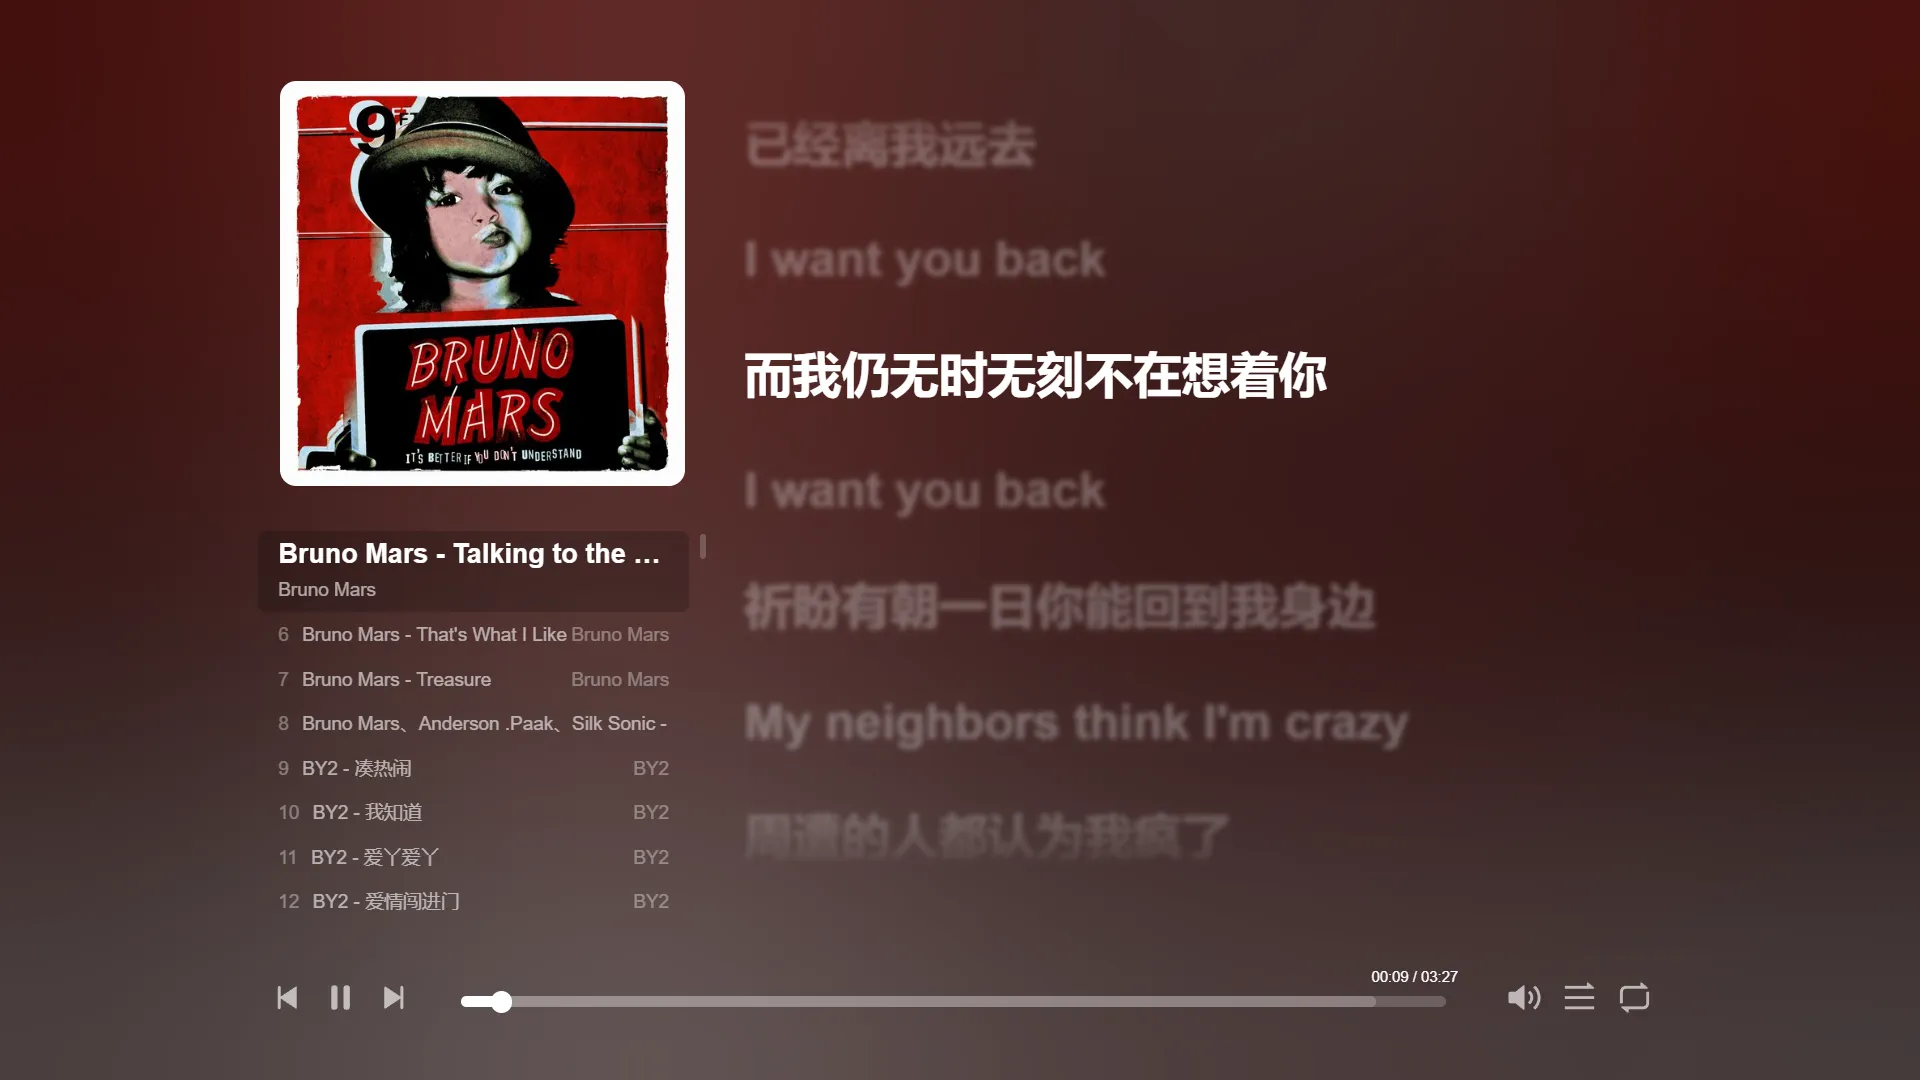 9 FT
BRUNO
MARS
IT'S BETTER IF YOU DON'T UNDERSTAND
Bruno Mars - Talking to the …
Bruno Mars
6 Bruno Mars - That's What I Like Bruno Mars
7 Bruno Mars - Treasure Bruno Mars
8 Bruno Mars、Anderson .Paak、Silk Sonic -
9 BY2 - 凑热闹 BY2
10 BY2 - 我知道 BY2
11 BY2 - 爱丫爱丫 BY2
12 BY2 - 爱情闯进门 BY2
已经离我远去
I want you back
而我仍无时无刻不在想着你
I want you back
祈盼有朝一日你能回到我身边
My neighbors think I'm crazy
周遭的人都认为我疯了
00:09 / 03:27